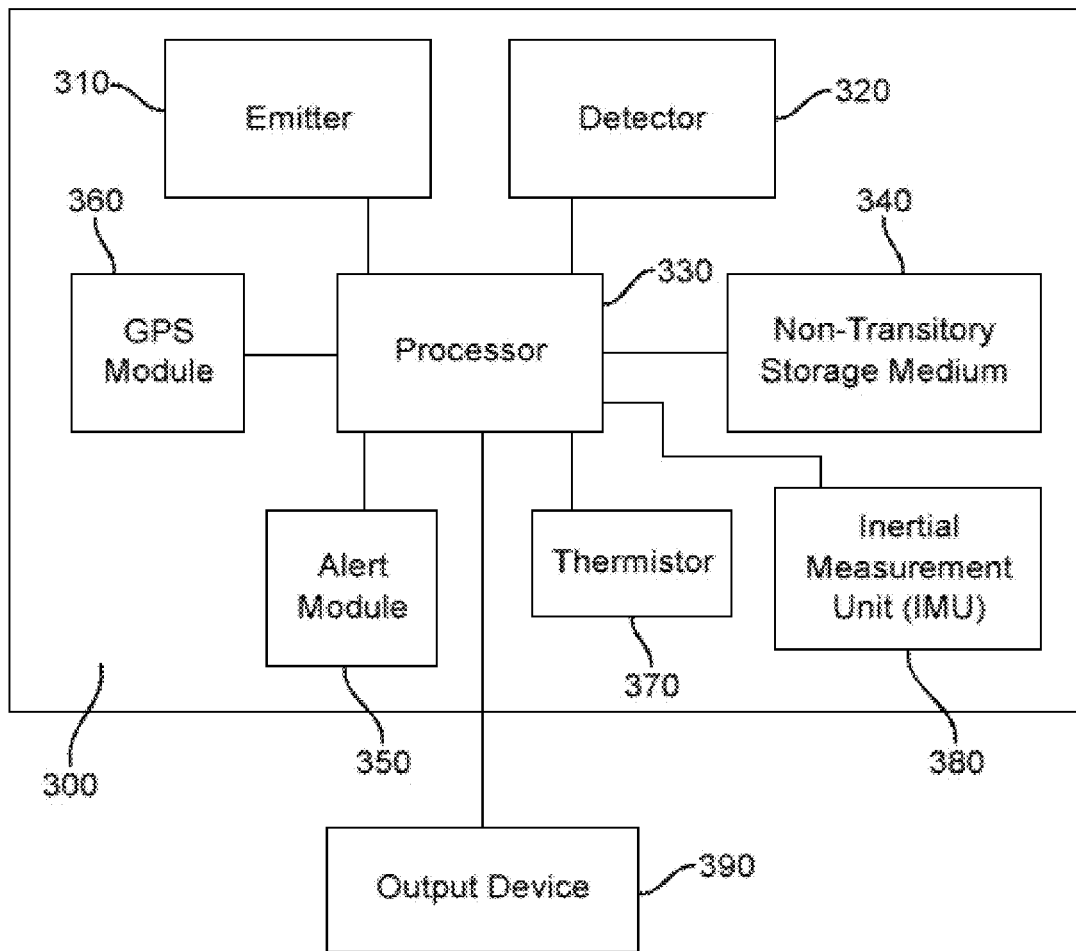 310
Emitter
Detector
320
360
GPS
Module
330
Processor
340
Non-Transitory
Storage Medium
Alert
Module
Thermistor
Inertial
Measurement
Unit (IMU)
300
350
370
380
Output Device
390